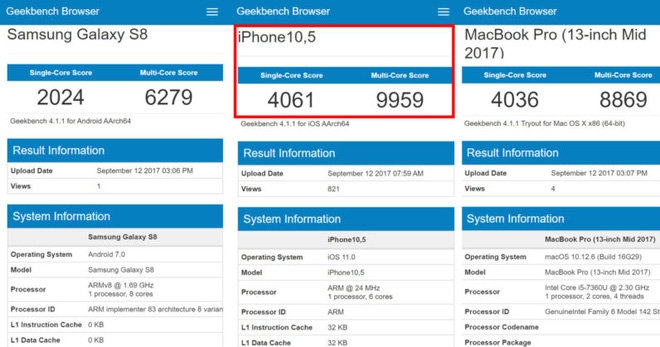 Geekbench Browser
Samsung Galaxy S8
Single-Core Score Multi-Core Score
2024 6279
Geekbench 4.1.1 for Android AArch64
Result Information
Upload Date September 12 2017 03:06 PM
Views 1
System Information
Samsung Galaxy S8
Operating System Android 7.0
Model Samsung Galaxy S8
Processor ARMv8 @ 1.69 GHz
1 processor, 8 cores
Processor ID ARM implementer 83 architecture 8 varian
L1 Instruction Cache 0 KB
L1 Data Cache 0 KB
Geekbench Browser
iPhone10,5
Single-Core Score Multi-Core Score
4061 9959
Geekbench 4.1.1 for iOS AArch64
Result Information
Upload Date September 12 2017 07:59 AM
Views 821
System Information
iPhone10,5
Operating System iOS 11.0
Model iPhone10,5
Processor ARM @ 24 MHz
1 processor, 6 cores
Processor ID ARM
L1 Instruction Cache 32 KB
L1 Data Cache 32 KB
Geekbench Browser
MacBook Pro (13-inch Mid
2017)
Single-Core Score Multi-Core Score
4036 8869
Geekbench 4.1.1 Tryout for Mac OS X x86 (64-bit)
Result Information
Upload Date September 12 2017 03:07 PM
Views 4
System Information
MacBook Pro (13-inch Mid 2017)
Operating System macOS 10.12.6 (Build 16G29)
Model MacBook Pro (13-inch Mid 2017)
Processor Intel Core i5-7360U @ 2.30 GHz
1 processor, 2 cores, 4 threads
Processor ID GenuineIntel Family 6 Model 142 St
Processor Codename
Processor Package